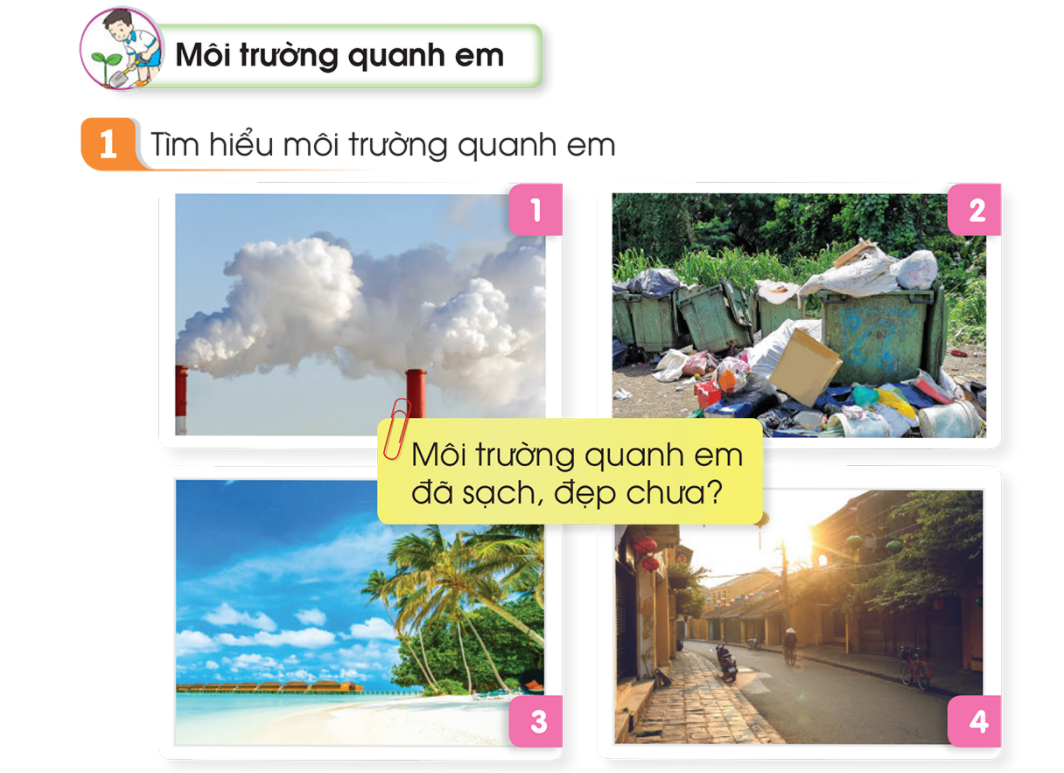 Môi trường quanh em
1 Tìm hiểu môi trường quanh em
1
2
Môi trường quanh em
đã sạch, đẹp chưa?
3
4